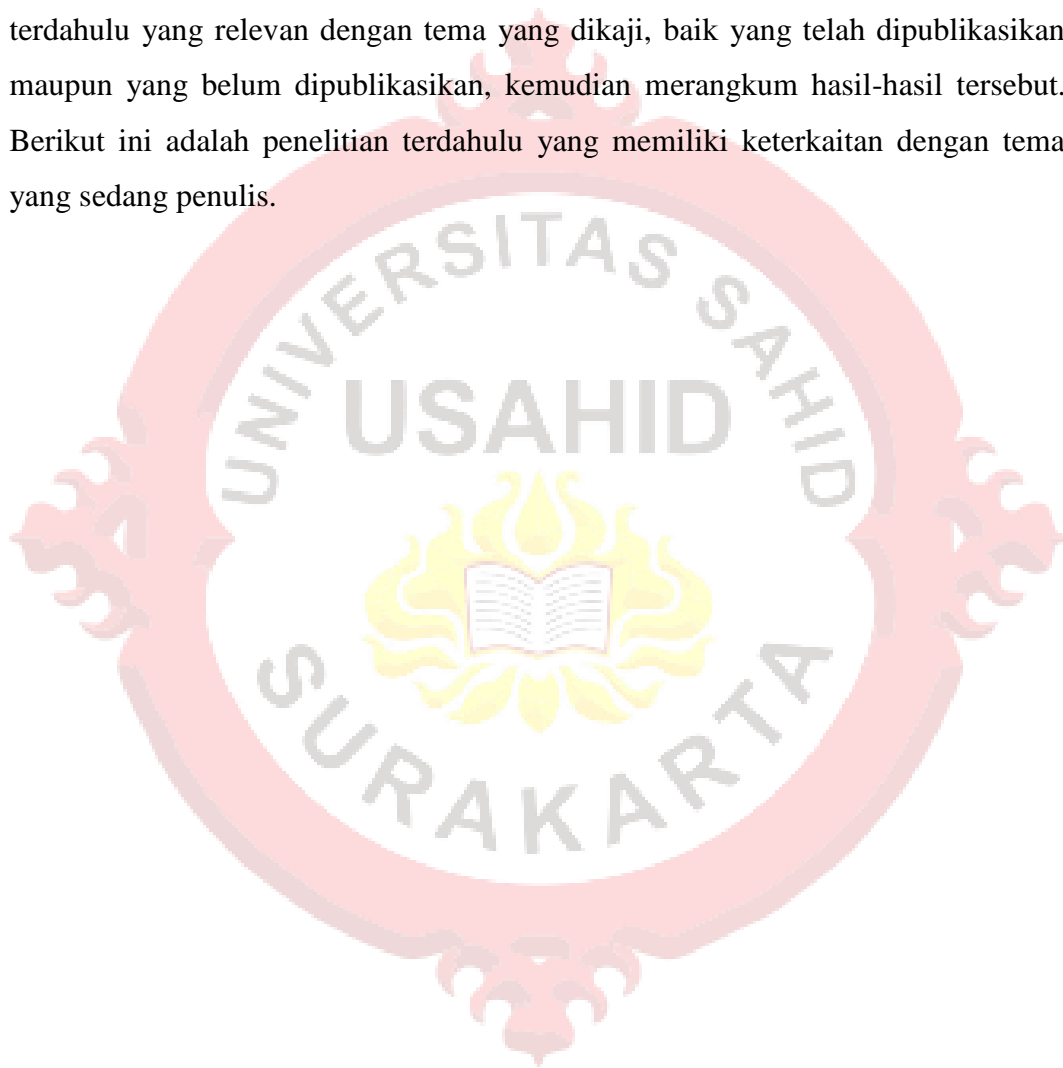 terdahulu yang relevan dengan tema yang dikaji, baik yang telah dipublikasikan
maupun yang belum dipublikasikan, kemudian merangkum hasil-hasil tersebut.
Berikut ini adalah penelitian terdahulu yang memiliki keterkaitan dengan tema
yang sedang penulis.
UNIVERSITAS SAHID
USAHID
SURAKARTA